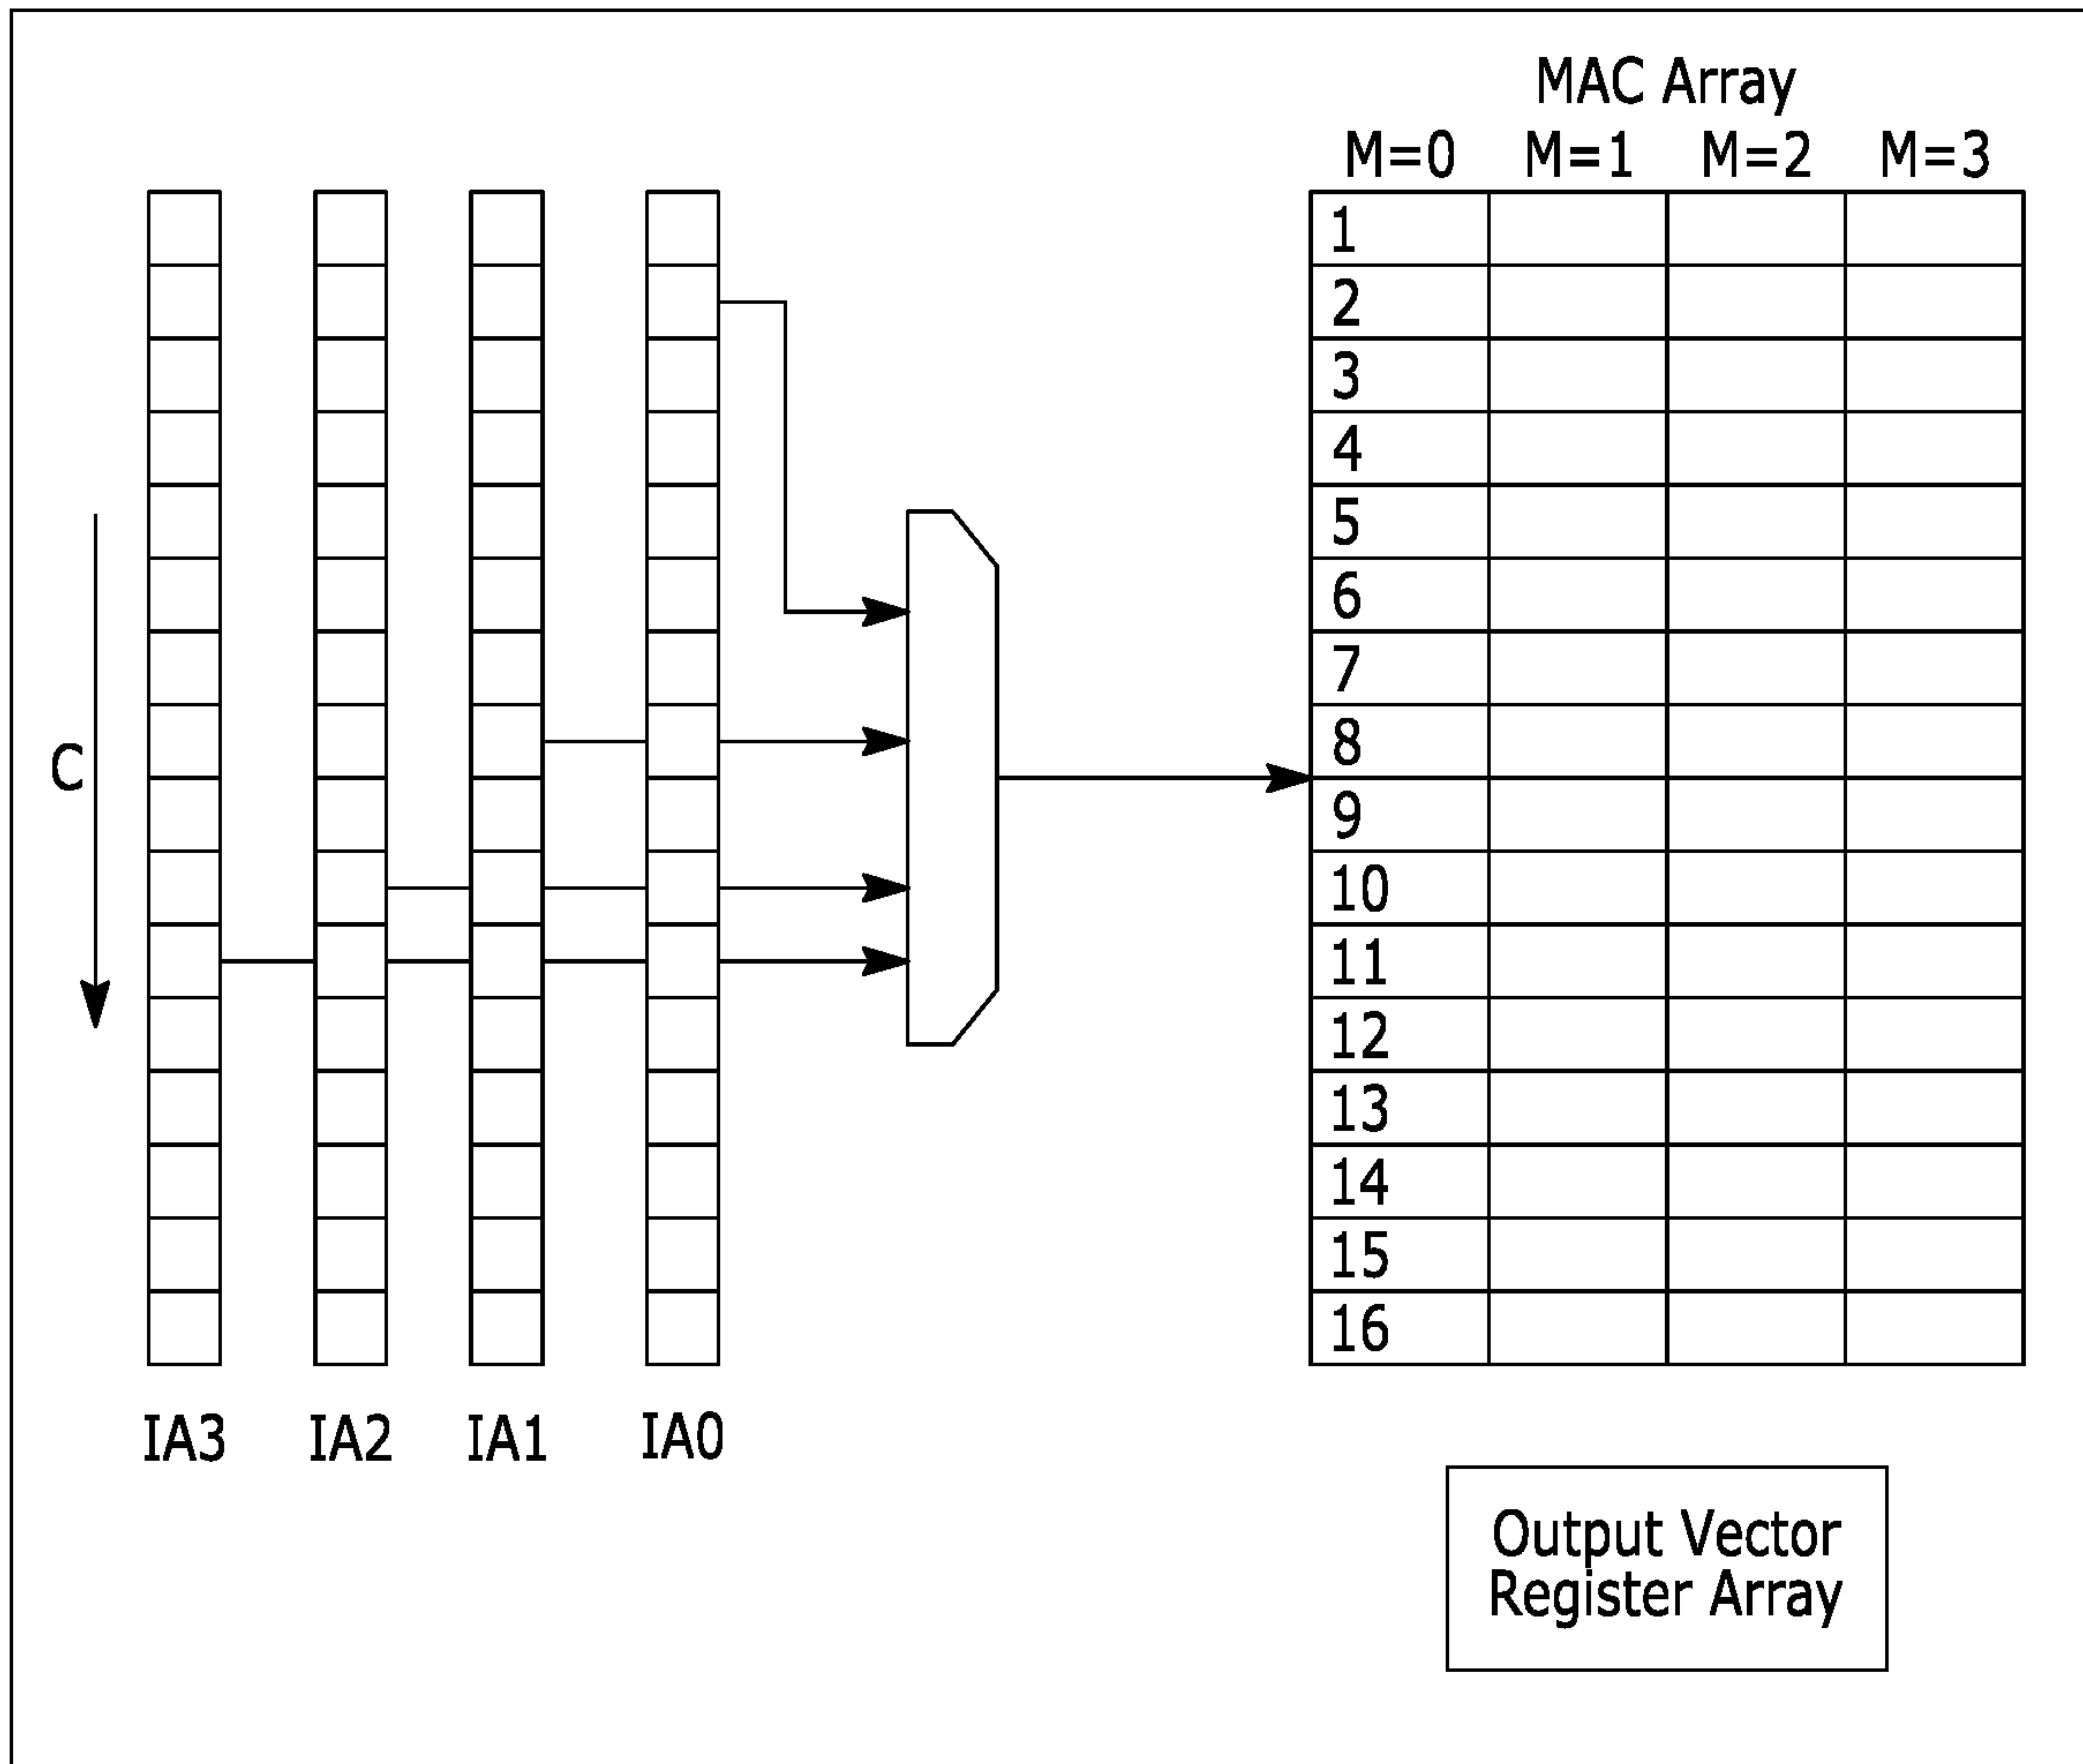 MAC Array
M=0 M=1 M=2 M=3
1
2
3
4
5
6
7
8
C
9
10
11
12
13
14
15
16
IA3 IA2 IA1 IA0
Output Vector
Register Array